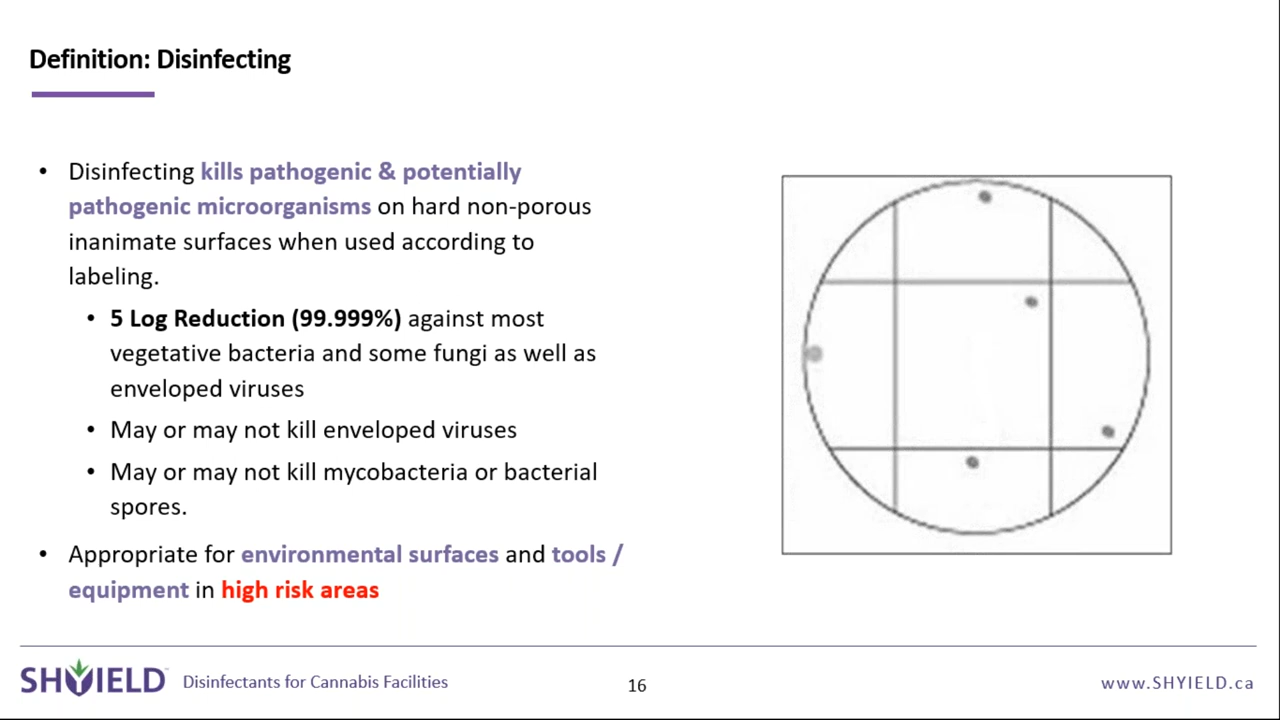 Definition: Disinfecting
• Disinfecting kills pathogenic & potentially
pathogenic microorganisms on hard non-porous
inanimate surfaces when used according to
labeling.
• 5 Log Reduction (99.999%) against most
vegetative bacteria and some fungi as well as
enveloped viruses
• May or may not kill enveloped viruses
• May or may not kill mycobacteria or bacterial
spores.
• Appropriate for environmental surfaces and tools /
equipment in high risk areas
SHYIELD™ Disinfectants for Cannabis Facilities
16
www.SHYIELD.ca